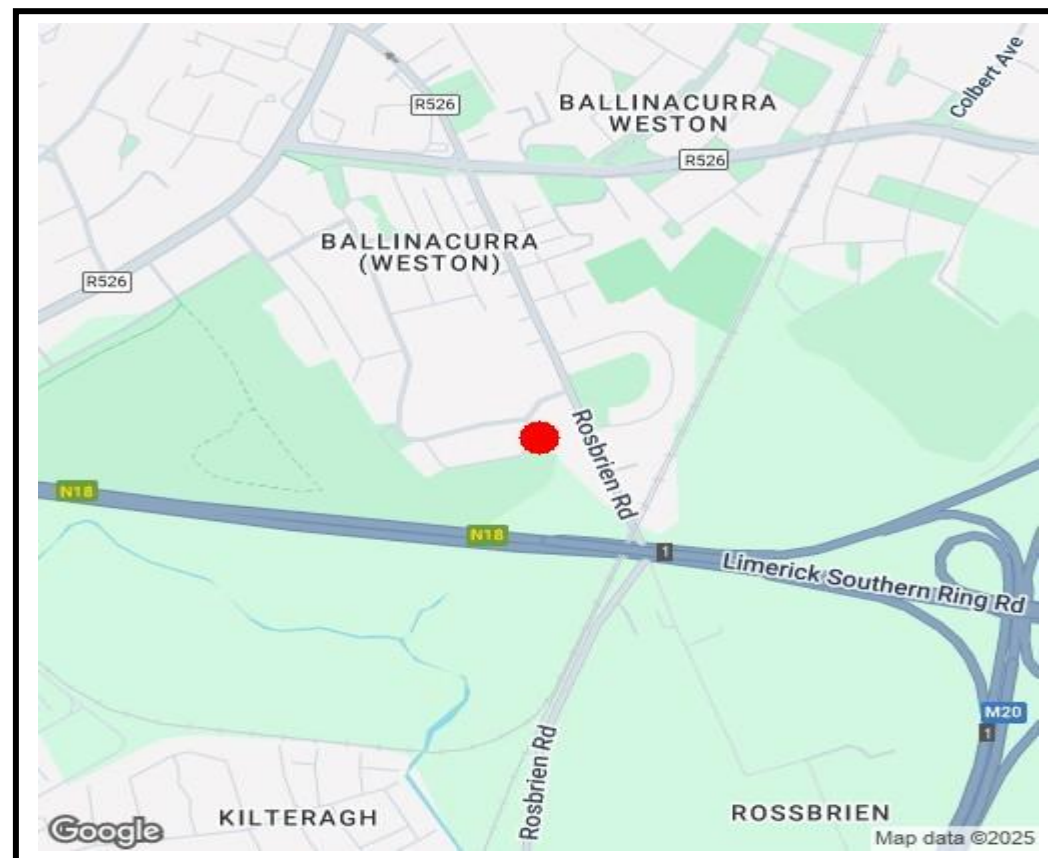 Colbert Ave
R526
BALLINACURRA
WESTON
R526
BALLINACURRA
(WESTON)
R526
Rosbrien Rd
N18
N18
1
Limerick Southern Ring Rd
M20
1
Rosbrien Rd
KILTERAGH
ROSSBRIEN
Google
Map data ©2025